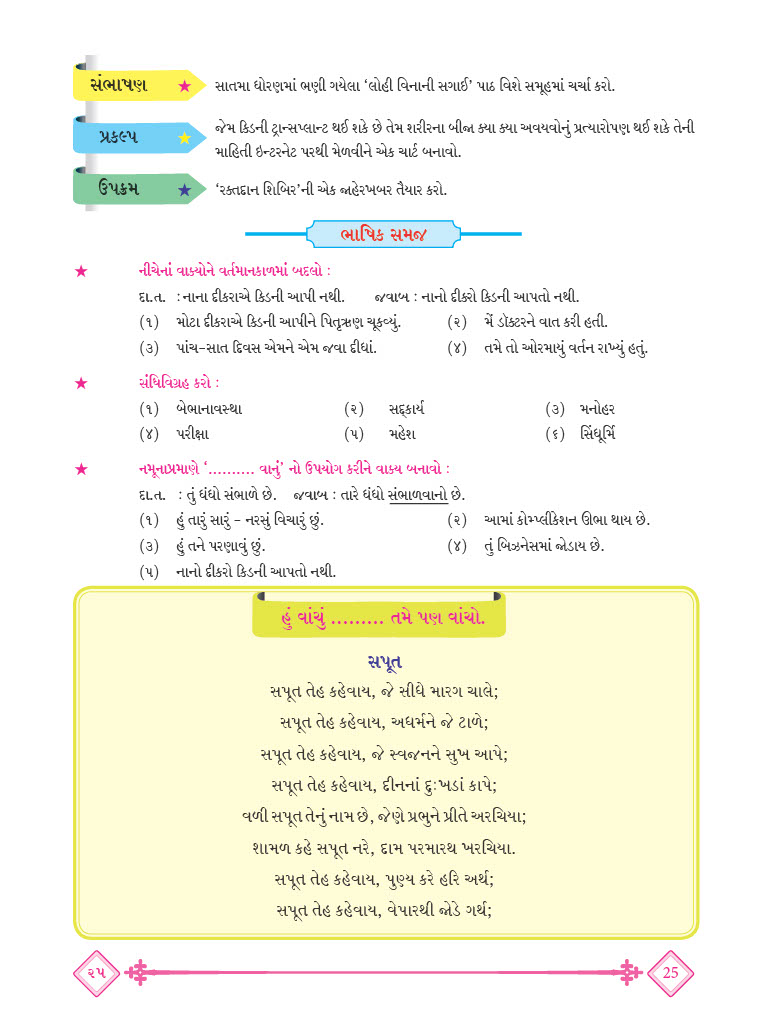 સંભાષણ ★ સાતમા ધોરણમાં ભણી ગયેલા ‘લોહી વિનાની સગાઈ’ પાઠ વિશે સમૂહમાં ચર્ચા કરો.
પ્રકલ્પ ★ જેમ કિડની ટ્રાન્સપ્લાન્ટ થઈ શકે છે તેમ શરીરના બીજા ક્યા ક્યા અવયવોનું પ્રત્યારોપણ થઈ શકે તેની
માહિતી ઇન્ટરનેટ પરથી મેળવીને એક ચાર્ટ બનાવો.
ઉપક્રમ ★ ‘રક્તદાન શિબિર’ની એક જાહેરખબર તૈયાર કરો.
ભાષિક સમજ
★ નીચેનાં વાક્યોને વર્તમાનકાળમાં બદલો :
દા.ત. : નાના દીકરાએ કિડની આપી નથી. જવાબ : નાનો દીકરો કિડની આપતો નથી.
(૧) મોટા દીકરાએ કિડની આપીને પિતૃઋણ ચૂકવ્યું. (૨) મેં ડૉક્ટરને વાત કરી હતી.
(૩) પાંચ-સાત દિવસ એમને એમ જવા દીધાં. (૪) તમે તો ઓરમાયું વર્તન રાખ્યું હતું.
★ સંધિવિગ્રહ કરો :
(૧) બેભાનાવસ્થા (૨) સદ્‌કાર્ય (૩) મનોહર
(૪) પરીક્ષા (૫) મહેશ (૬) સિંધૂર્મિ
★ નમૂનાપ્રમાણે ‘.......... વાનું’ નો ઉપયોગ કરીને વાક્ય બનાવો :
દા.ત. : તું ધંધો સંભાળે છે. જવાબ : તારે ધંધો સંભાળવાનો છે.
(૧) હું તારું સારું - નરસું વિચારું છું. (૨) આમાં કોમ્પ્લીકેશન ઊભા થાય છે.
(૩) હું તને પરણાવું છું. (૪) તું બિઝનેસમાં જોડાય છે.
(૫) નાનો દીકરો કિડની આપતો નથી.
હું વાંચું ......... તમે પણ વાંચો.
સપૂત
સપૂત તેહ કહેવાય, જે સીધે મારગ ચાલે;
સપૂત તેહ કહેવાય, અધર્મને જે ટાળે;
સપૂત તેહ કહેવાય, જે સ્વજનને સુખ આપે;
સપૂત તેહ કહેવાય, દીનનાં દુઃખડાં કાપે;
વળી સપૂત તેનું નામ છે, જેણે પ્રભુને પ્રીતે અરચિયા;
શામળ કહે સપૂત નરે, દામ પરમારથ ખરચિયા.
સપૂત તેહ કહેવાય, પુણ્ય કરે હરિ અર્થ;
સપૂત તેહ કહેવાય, વેપારથી જોડે ગર્થ;
૨૫ 25